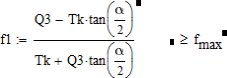 f1 := (Q3 − Tk·tan(α/2)) / (Tk + Q3·tan(α/2)) ≥ f_max